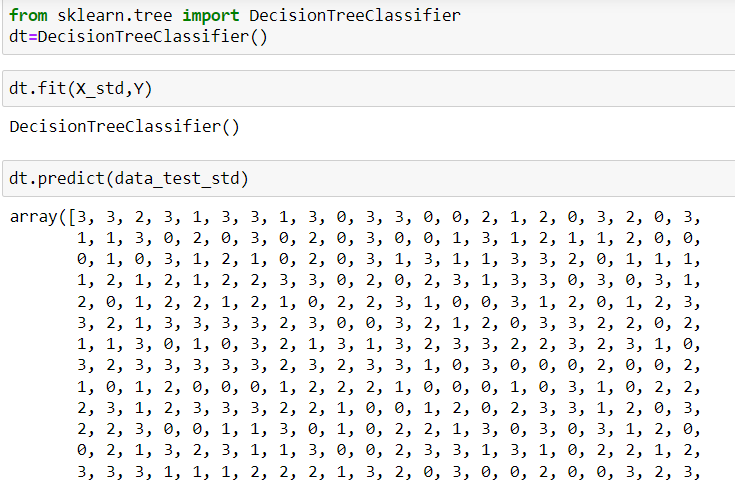 from sklearn.tree import DecisionTreeClassifier
dt=DecisionTreeClassifier()
dt.fit(X_std,Y)
DecisionTreeClassifier()
dt.predict(data_test_std)
array([3, 3, 2, 3, 1, 3, 3, 1, 3, 0, 3, 3, 0, 0, 2, 1, 2, 0, 3, 2, 0, 3,
1, 1, 3, 0, 2, 0, 3, 0, 2, 0, 3, 0, 0, 1, 3, 1, 2, 1, 1, 2, 0, 0,
0, 1, 0, 3, 1, 2, 1, 0, 2, 0, 3, 1, 3, 1, 1, 3, 3, 2, 0, 1, 1, 1,
1, 2, 1, 2, 1, 2, 2, 3, 3, 0, 2, 0, 2, 3, 1, 3, 3, 0, 3, 0, 3, 1,
2, 0, 1, 2, 2, 1, 2, 1, 0, 2, 2, 3, 1, 0, 0, 3, 1, 2, 0, 1, 2, 3,
3, 2, 1, 3, 3, 3, 3, 2, 3, 0, 0, 3, 2, 1, 2, 0, 3, 3, 2, 2, 0, 2,
1, 1, 3, 0, 1, 0, 3, 2, 1, 3, 1, 3, 2, 3, 3, 2, 2, 3, 2, 3, 1, 0,
3, 2, 3, 3, 3, 3, 3, 2, 3, 2, 3, 3, 1, 0, 3, 0, 0, 0, 2, 0, 0, 2,
1, 0, 1, 2, 0, 0, 0, 1, 2, 2, 2, 1, 0, 0, 0, 1, 0, 3, 1, 0, 2, 2,
2, 3, 1, 2, 3, 3, 3, 2, 2, 1, 0, 0, 1, 2, 0, 2, 3, 3, 1, 2, 0, 3,
2, 2, 3, 0, 0, 1, 1, 3, 0, 1, 0, 2, 2, 1, 3, 0, 3, 0, 3, 1, 2, 0,
0, 2, 1, 3, 2, 3, 1, 1, 3, 0, 0, 2, 3, 3, 1, 3, 1, 0, 2, 2, 1, 2,
3, 3, 3, 1, 1, 1, 2, 2, 2, 1, 3, 2, 0, 3, 0, 0, 2, 0, 0, 3, 2, 3,